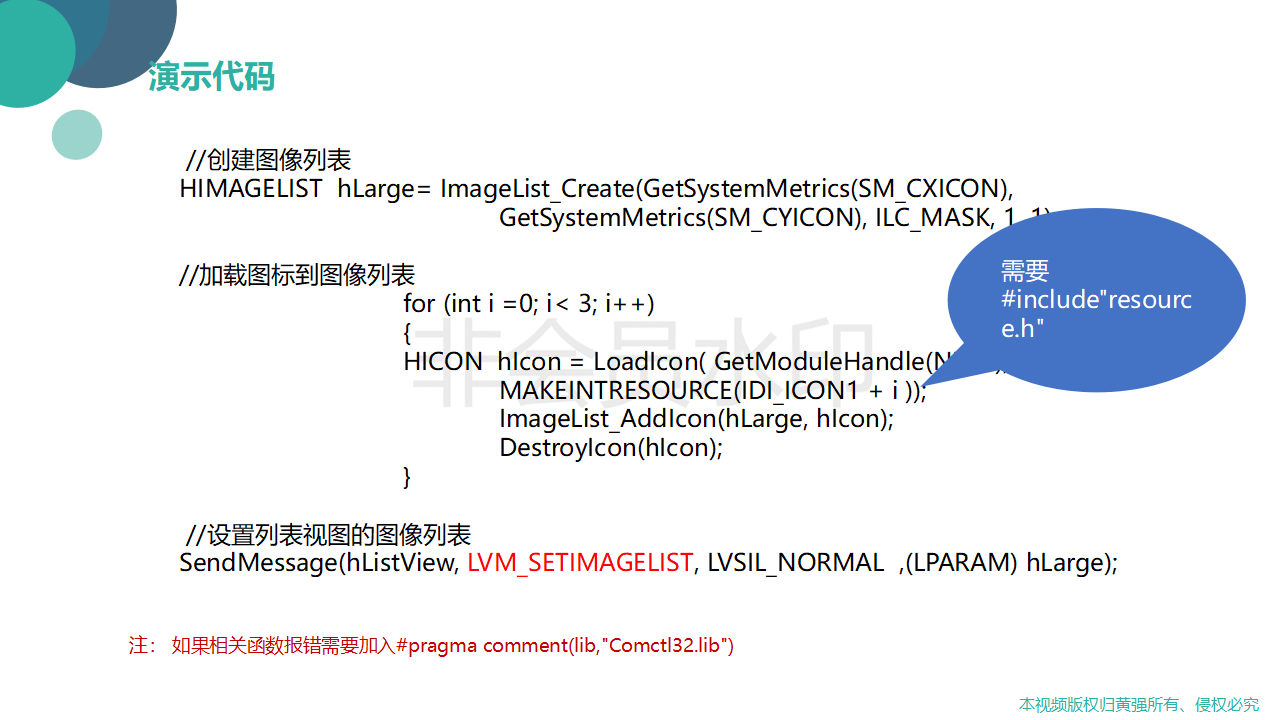 演示代码
//创建图像列表
HIMAGELIST  hLarge= ImageList_Create(GetSystemMetrics(SM_CXICON),
GetSystemMetrics(SM_CYICON), ILC_MASK, 1, 1)
//加载图标到图像列表
for (int i =0; i< 3; i++)
{
HICON  hIcon = LoadIcon( GetModuleHandle(
MAKEINTRESOURCE(IDI_ICON1 + i ));
ImageList_AddIcon(hLarge, hIcon);
DestroyIcon(hIcon);
}
需要
#include"resourc
e.h"
非会员水印
//设置列表视图的图像列表
SendMessage(hListView, LVM_SETIMAGELIST, LVSIL_NORMAL  ,(LPARAM) hLarge);
注： 如果相关函数报错需要加入#pragma comment(lib,"Comctl32.lib")
本视频版权归黄强所有、侵权必究